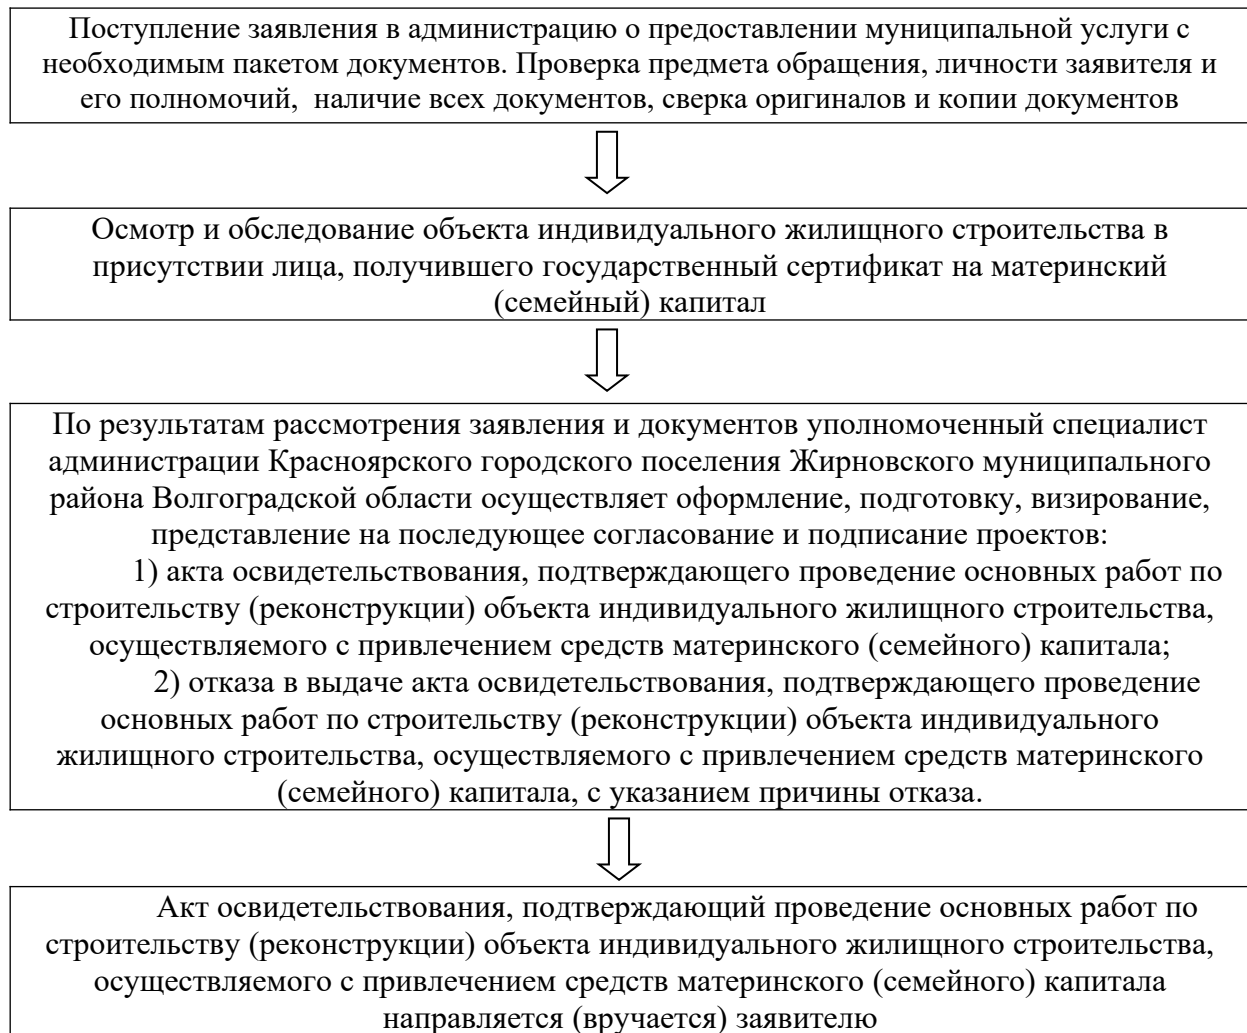 Поступление заявления в администрацию о предоставлении муниципальной услуги с
необходимым пакетом документов. Проверка предмета обращения, личности заявителя и
его полномочий, наличие всех документов, сверка оригиналов и копии документов
Осмотр и обследование объекта индивидуального жилищного строительства в
присутствии лица, получившего государственный сертификат на материнский
(семейный) капитал
По результатам рассмотрения заявления и документов уполномоченный специалист
администрации Красноярского городского поселения Жирновского муниципального
района Волгоградской области осуществляет оформление, подготовку, визирование,
представление на последующее согласование и подписание проектов:
1) акта освидетельствования, подтверждающего проведение основных работ по
строительству (реконструкции) объекта индивидуального жилищного строительства,
осуществляемого с привлечением средств материнского (семейного) капитала;
2) отказа в выдаче акта освидетельствования, подтверждающего проведение
основных работ по строительству (реконструкции) объекта индивидуального
жилищного строительства, осуществляемого с привлечением средств материнского
(семейного) капитала, с указанием причины отказа.
Акт освидетельствования, подтверждающий проведение основных работ по
строительству (реконструкции) объекта индивидуального жилищного строительства,
осуществляемого с привлечением средств материнского (семейного) капитала
направляется (вручается) заявителю